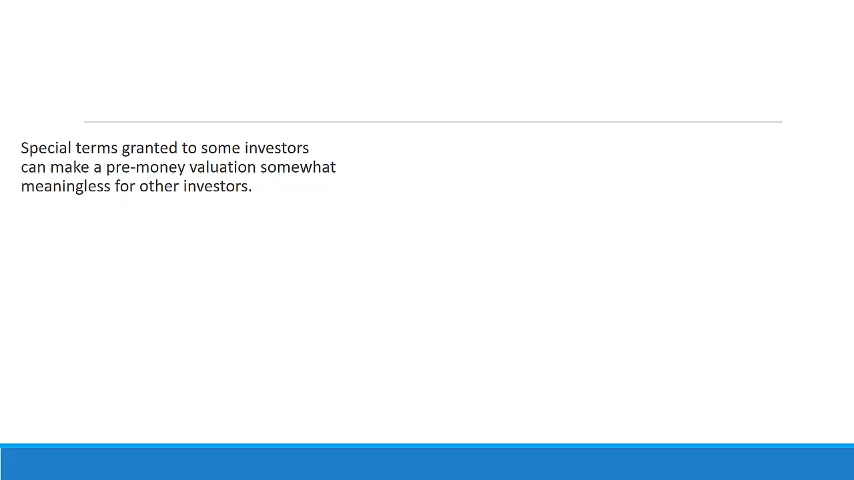 Special terms granted to some investors
can make a pre-money valuation somewhat
meaningless for other investors.